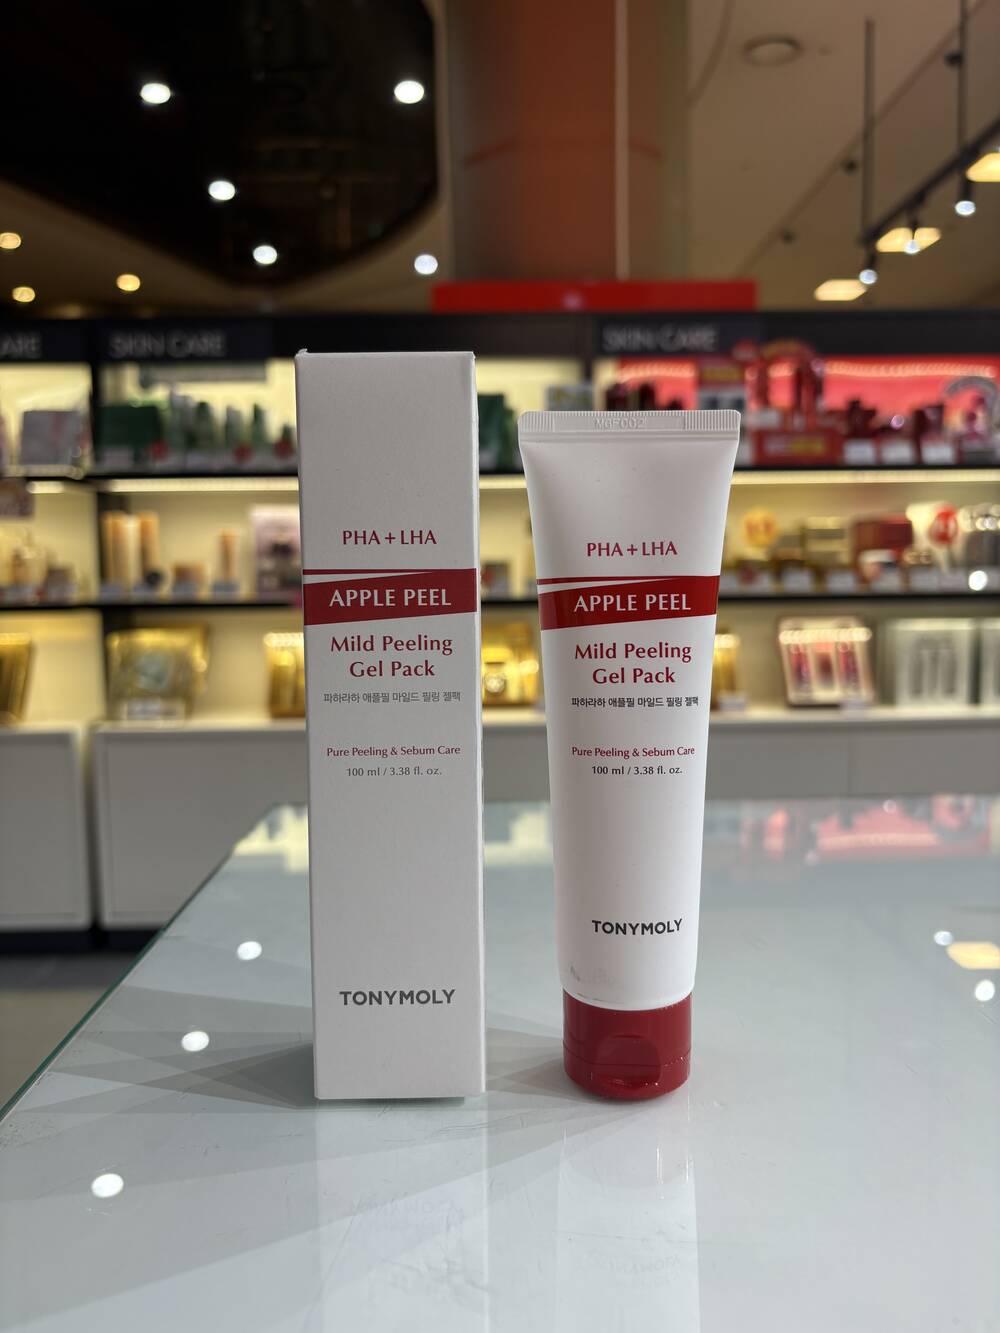 ARE
SKIN CARE
SKIN CARE
PHA + LHA
APPLE PEEL
Mild Peeling
Gel Pack
파하라하 애플필 마일드 필링 젤팩
Pure Peeling & Sebum Care
100 ml / 3.38 fl. oz.
TONYMOLY
MGF002
PHA + LHA
APPLE PEEL
Mild Peeling
Gel Pack
파하라하 애플필 마일드 필링 젤팩
Pure Peeling & Sebum Care
100 ml / 3.38 fl. oz.
TONYMOLY